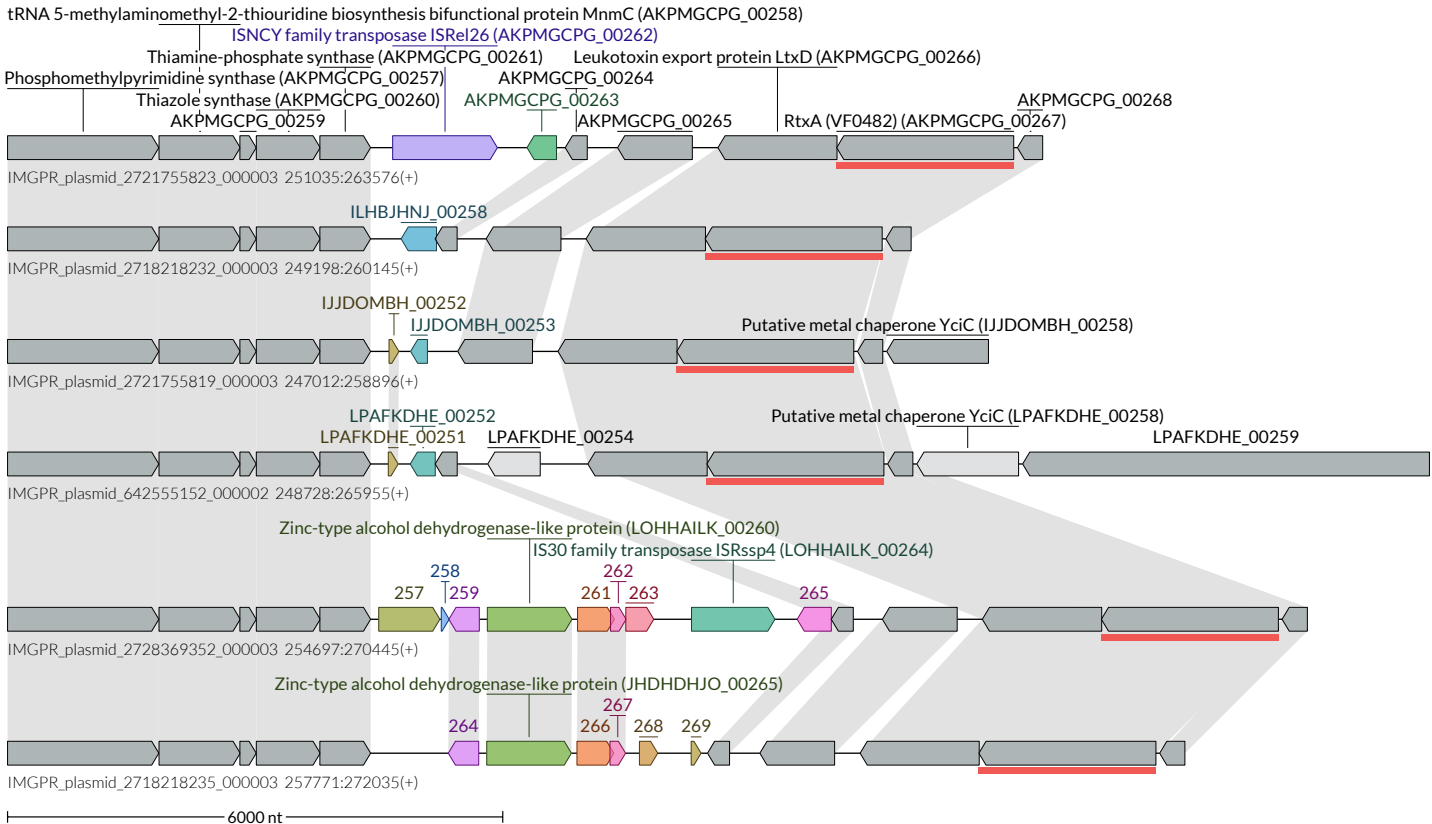 tRNA 5-methylaminomethyl-2-thiouridine biosynthesis bifunctional protein MnmC (AKPMGCPG_00258)
ISNCY family transposase ISRel26 (AKPMGCPG_00262)
Thiamine-phosphate synthase (AKPMGCPG_00261)
Leukotoxin export protein LtxD (AKPMGCPG_00266)
Phosphomethylpyrimidine synthase (AKPMGCPG_00257)
AKPMGCPG_00264
Thiazole synthase (AKPMGCPG_00260)
AKPMGCPG_00263
AKPMGCPG_00268
AKPMGCPG_00259
AKPMGCPG_00265
RtxA (VF0482) (AKPMGCPG_00267)
IMGPR_plasmid_2721755823_000003 251035:263576(+)
ILHBJHNJ_00258
IMGPR_plasmid_2718218232_000003 249198:260145(+)
IJJDOMBH_00252
IJJDOMBH_00253
Putative metal chaperone YciC (IJJDOMBH_00258)
IMGPR_plasmid_2721755819_000003 247012:258896(+)
LPAFKDHE_00252
Putative metal chaperone YciC (LPAFKDHE_00258)
LPAFKDHE_00251
LPAFKDHE_00254
LPAFKDHE_00259
IMGPR_plasmid_642555152_000002 248728:265955(+)
Zinc-type alcohol dehydrogenase-like protein (LOHHAILK_00260)
IS30 family transposase ISRssp4 (LOHHAILK_00264)
258
262
257
259
261
263
265
IMGPR_plasmid_2728369352_000003 254697:270445(+)
Zinc-type alcohol dehydrogenase-like protein (JHDHDHJO_00265)
267
264
266
268
269
IMGPR_plasmid_2718218235_000003 257771:272035(+)
6000 nt